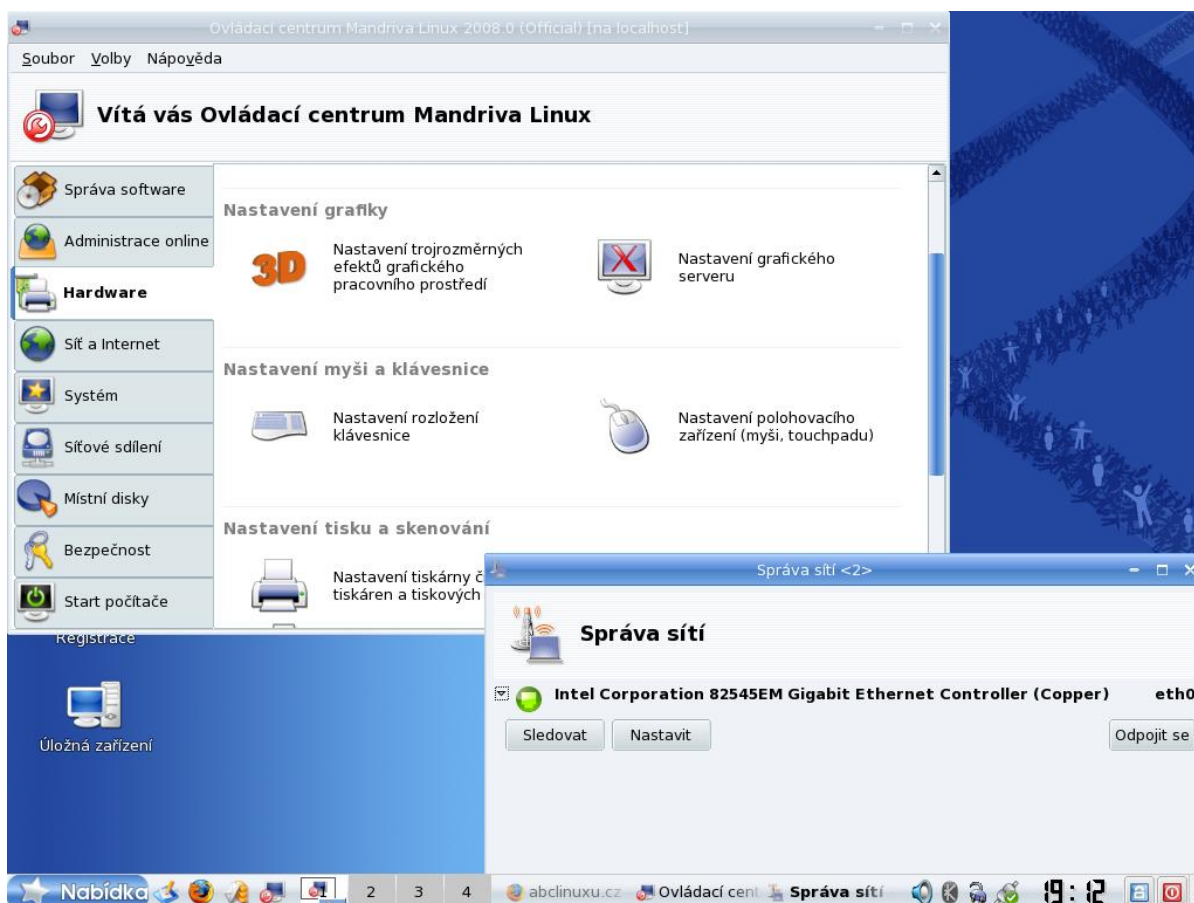 Ovládací centrum Mandriva Linux 2008.0 (Official) [na localhost]
Soubor Volby Nápověda
Vítá vás Ovládací centrum Mandriva Linux
Správa software
Administrace online
Hardware
Síť a Internet
Systém
Síťové sdílení
Místní disky
Bezpečnost
Start počítače
Nastavení grafiky
3D
Nastavení trojrozměrných
efektů grafického
pracovního prostředí
Nastavení grafického
serveru
Nastavení myši a klávesnice
Nastavení rozložení
klávesnice
Nastavení polohovacího
zařízení (myši, touchpadu)
Nastavení tisku a skenování
Nastavení tiskárny č
tiskáren a tiskových
Registrace
Úložná zařízení
Správa sítí <2>
Správa sítí
Intel Corporation 82545EM Gigabit Ethernet Controller (Copper) eth0
Sledovat Nastavit Odpojit se
Nabídka 1 2 3 4 abclinuxu.cz Ovládací cent Správa sítí 19:12